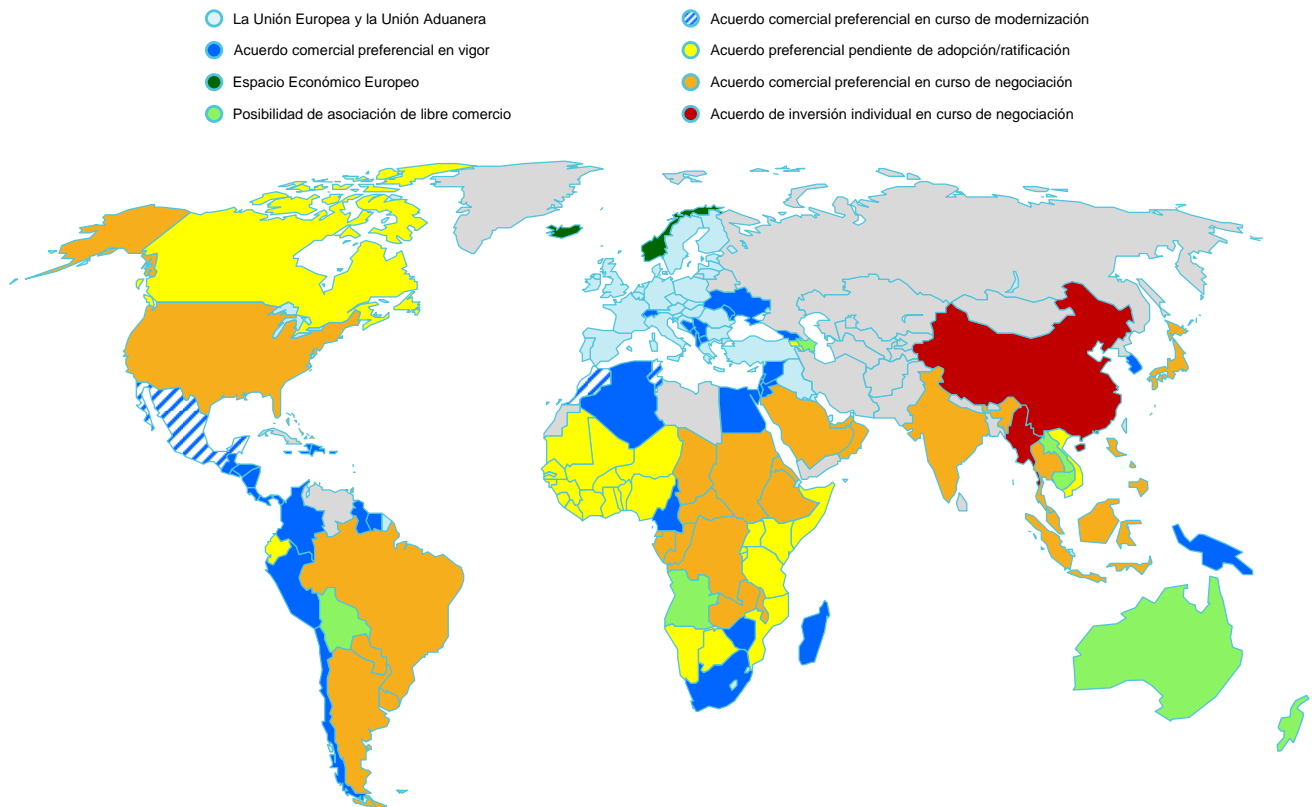 La Unión Europea y la Unión Aduanera
Acuerdo comercial preferencial en vigor
Espacio Económico Europeo
Posibilidad de asociación de libre comercio
Acuerdo comercial preferencial en curso de modernización
Acuerdo preferencial pendiente de adopción/ratificación
Acuerdo comercial preferencial en curso de negociación
Acuerdo de inversión individual en curso de negociación